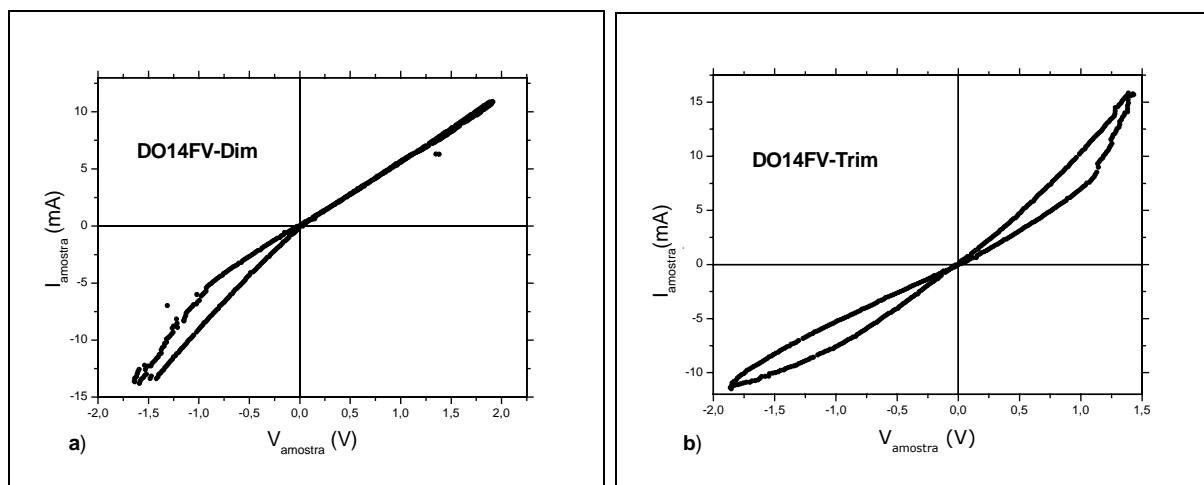 DO14FV-Dim
I_amostra (mA)
10
5
0
-5
-10
-15
-2,0 -1,5 -1,0 -0,5 0,0 0,5 1,0 1,5 2,0
V_amostra (V)
a)
DO14FV-Trim
I_amostra(mA)
15
10
5
0
-5
-10
-2,0 -1,5 -1,0 -0,5 0,0 0,5 1,0 1,5
V_amostra (V)
b)